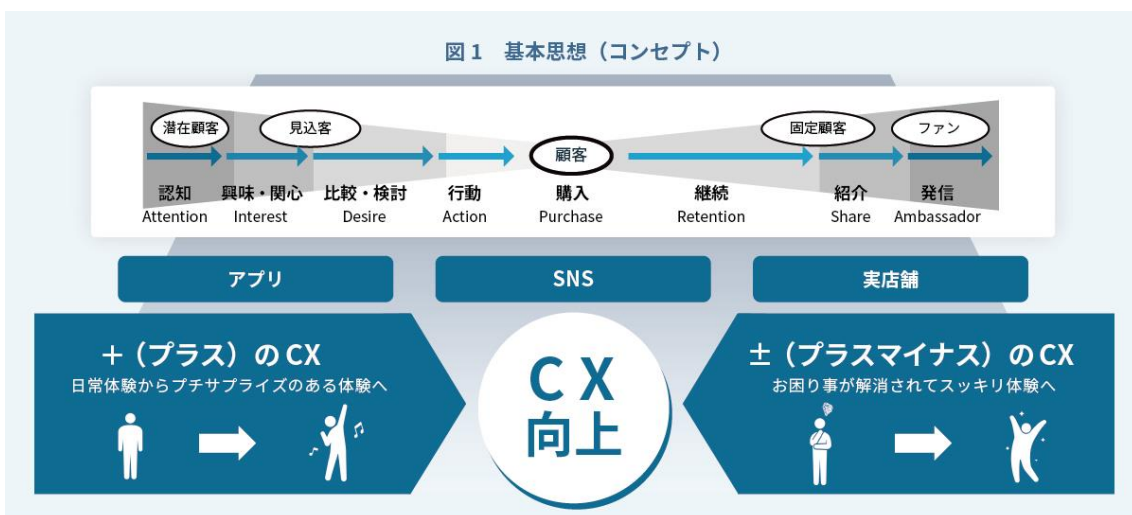 図1 基本思想（コンセプト）
潜在顧客 見込客 顧客 固定顧客 ファン
認知 興味・関心 比較・検討 行動 購入 継続 紹介 発信
Attention Interest Desire Action Purchase Retention Share Ambassador
アプリ SNS 実店舗
＋（プラス）のCX
日常体験からプチサプライズのある体験へ
CX
向上
±（プラスマイナス）のCX
お困り事が解消されてスッキリ体験へ